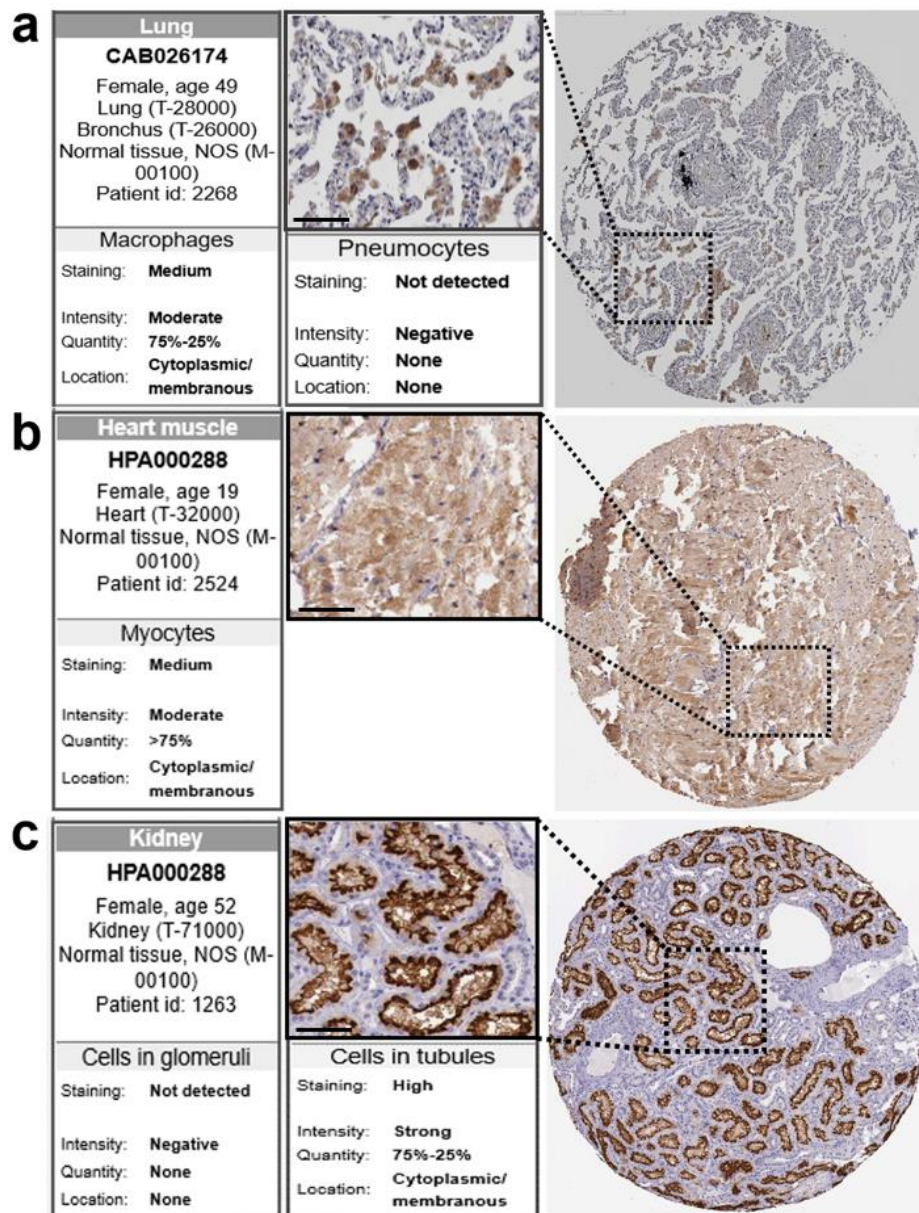 a
Lung
CAB026174
Female, age 49
Lung (T-28000)
Bronchus (T-26000)
Normal tissue, NOS (M-
00100)
Patient id: 2268
Macrophages
Staining: Medium
Intensity: Moderate
Quantity: 75%-25%
Location: Cytoplasmic/
membranous
Pneumocytes
Staining: Not detected
Intensity: Negative
Quantity: None
Location: None
b
Heart muscle
HPA000288
Female, age 19
Heart (T-32000)
Normal tissue, NOS (M-
00100)
Patient id: 2524
Myocytes
Staining: Medium
Intensity: Moderate
Quantity: >75%
Location: Cytoplasmic/
membranous
c
Kidney
HPA000288
Female, age 52
Kidney (T-71000)
Normal tissue, NOS (M-
00100)
Patient id: 1263
Cells in glomeruli
Staining: Not detected
Intensity: Negative
Quantity: None
Location: None
Cells in tubules
Staining: High
Intensity: Strong
Quantity: 75%-25%
Location: Cytoplasmic/
membranous